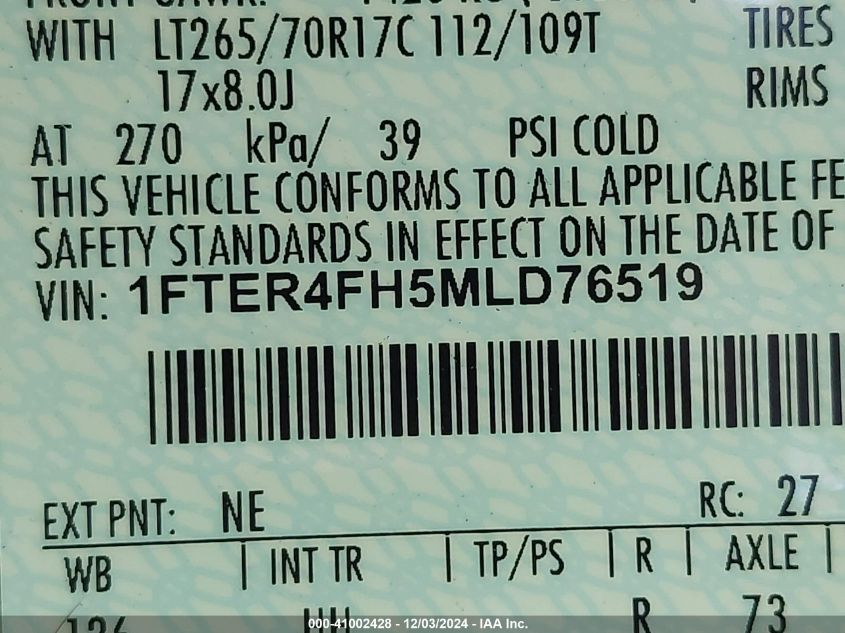 WITH LT265/70R17C 112/109T TIRES
17x8.0J RIMS
AT 270 kPa/ 39 PSI COLD
THIS VEHICLE CONFORMS TO ALL APPLICABLE FE
SAFETY STANDARDS IN EFFECT ON THE DATE OF
VIN: 1FTER4FH5MLD76519
EXT PNT: NE RC: 27
WB INT TR TP/PS R AXLE
R 73
000-41002428 - 12/03/2024 - IAA Inc.